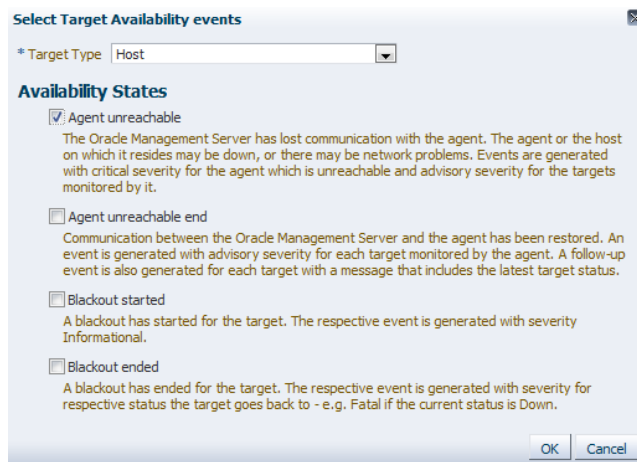 Select Target Availability events
* Target Type Host
Availability States
Agent unreachable
The Oracle Management Server has lost communication with the agent. The agent or the host
on which it resides may be down, or there may be network problems. Events are generated
with critical severity for the agent which is unreachable and advisory severity for the targets
monitored by it.
Agent unreachable end
Communication between the Oracle Management Server and the agent has been restored. An
event is generated with advisory severity for each target monitored by the agent. A follow-up
event is also generated for each target with a message that includes the latest target status.
Blackout started
A blackout has started for the target. The respective event is generated with severity
Informational.
Blackout ended
A blackout has ended for the target. The respective event is generated with severity for
respective status the target goes back to - e.g. Fatal if the current status is Down.
OK Cancel